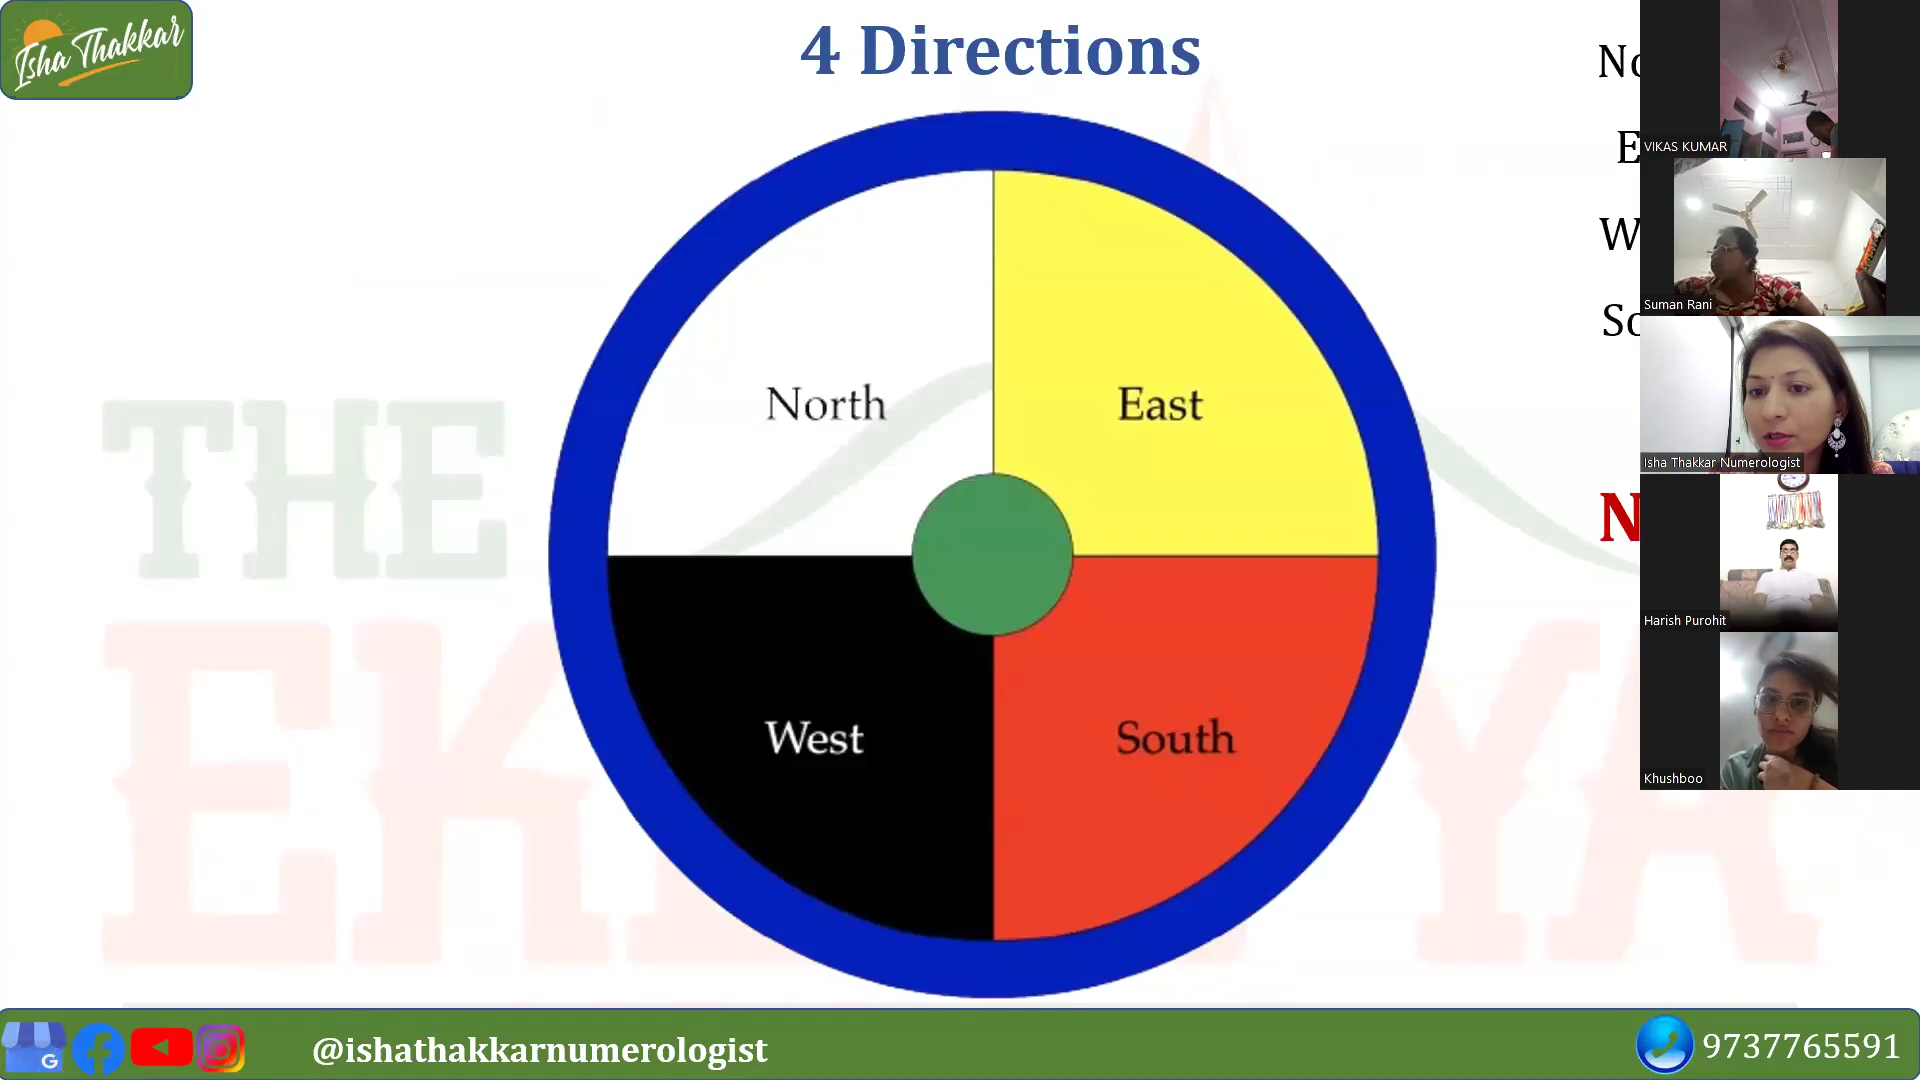 Isha Thakkar
4 Directions
North
East
West
South
THE
VIKAS KUMAR
Suman Rani
Isha Thakkar Numerologist
Harish Purohit
Khushboo
@ishathakkarnumerologist
9737765591